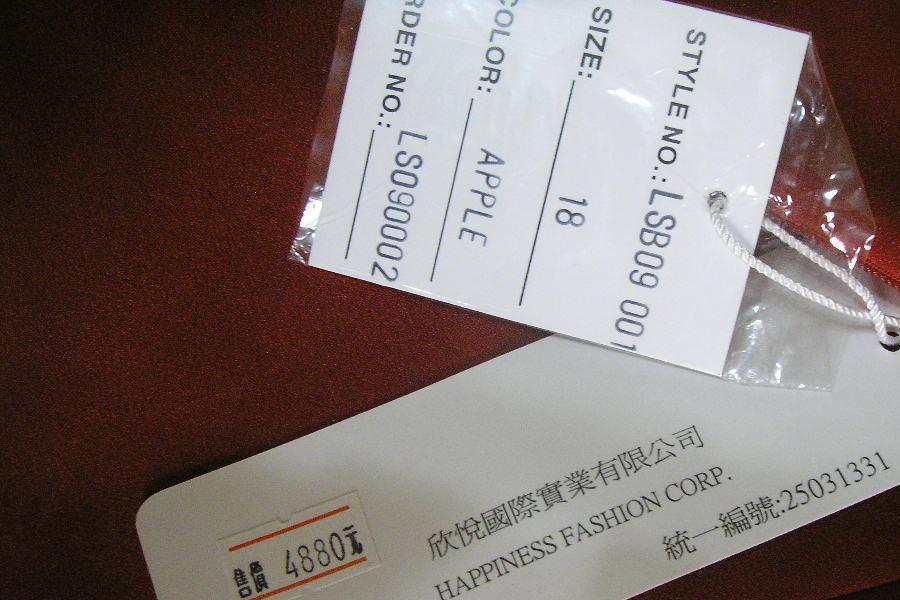 STYLE NO.: LSB09 001
SIZE: 18
COLOR: APPLE
RDER NO.: LS090002
欣悅國際實業有限公司
HAPPINESS FASHION CORP.
統一編號:25031331
售價 4880元